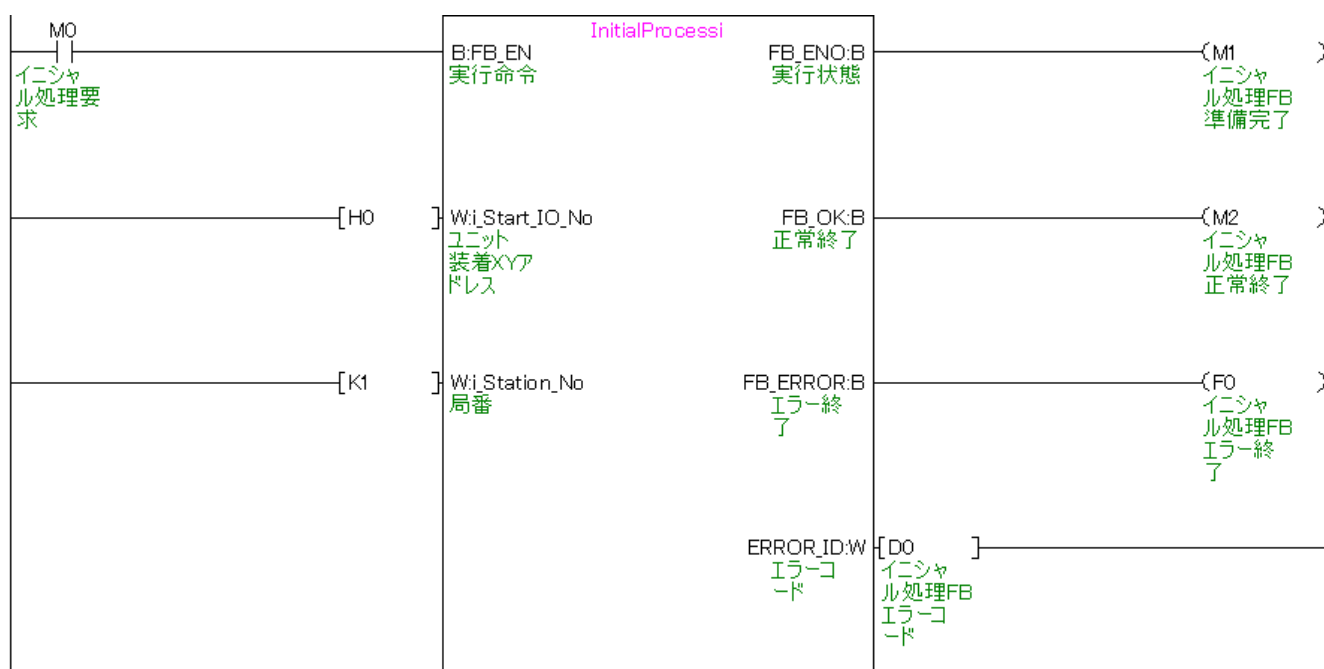 M0
イニシャ
ル処理要
求
InitialProcessi
B:FB_EN
実行命令
FB_ENO:B
実行状態
(M1 )
イニシャ
ル処理FB
準備完了
[H0 ]
W:i_Start_IO_No
ユニット
装着XYア
ドレス
FB_OK:B
正常終了
(M2 )
イニシャ
ル処理FB
正常終了
[K1 ]
W:i_Station_No
局番
FB_ERROR:B
エラー終
了
(F0 )
イニシャ
ル処理FB
エラー終
了
ERROR_ID:W
エラーコ
ード
[D0 ]
イニシャ
ル処理FB
エラーコ
ード